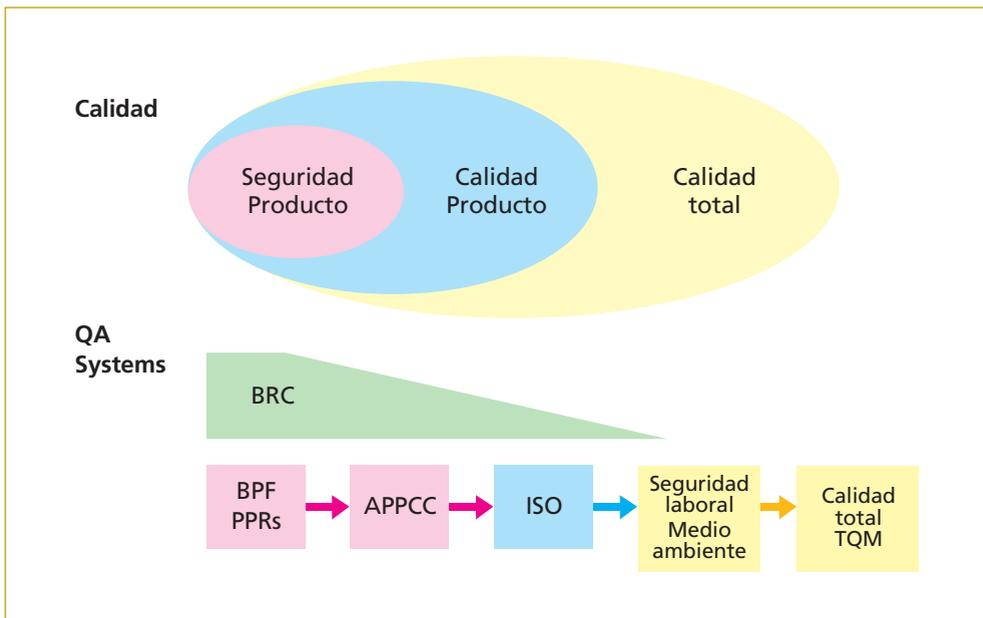 Calidad
Seguridad
Producto
Calidad
Producto
Calidad
total
QA
Systems
BRC
BPF
PPRs
APPCC
ISO
Seguridad
laboral
Medio
ambiente
Calidad
total
TQM